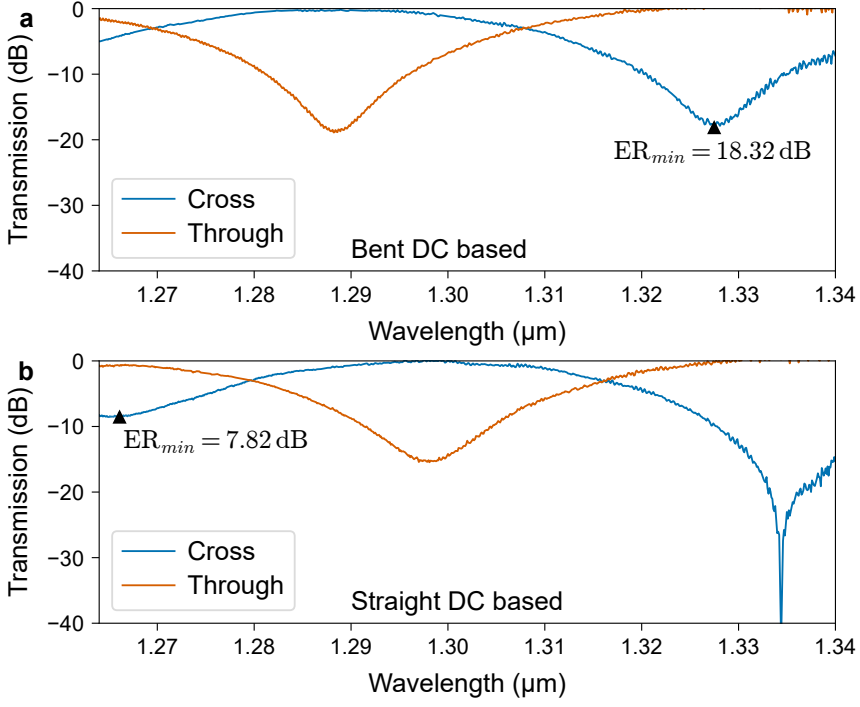 a
Transmission (dB)
0
−10
−20
−30
−40
ER_min = 18.32 dB
Cross
Through
Bent DC based
1.27 1.28 1.29 1.30 1.31 1.32 1.33 1.34
Wavelength (μm)
b
Transmission (dB)
0
−10
−20
−30
−40
ER_min = 7.82 dB
Cross
Through
Straight DC based
1.27 1.28 1.29 1.30 1.31 1.32 1.33 1.34
Wavelength (μm)